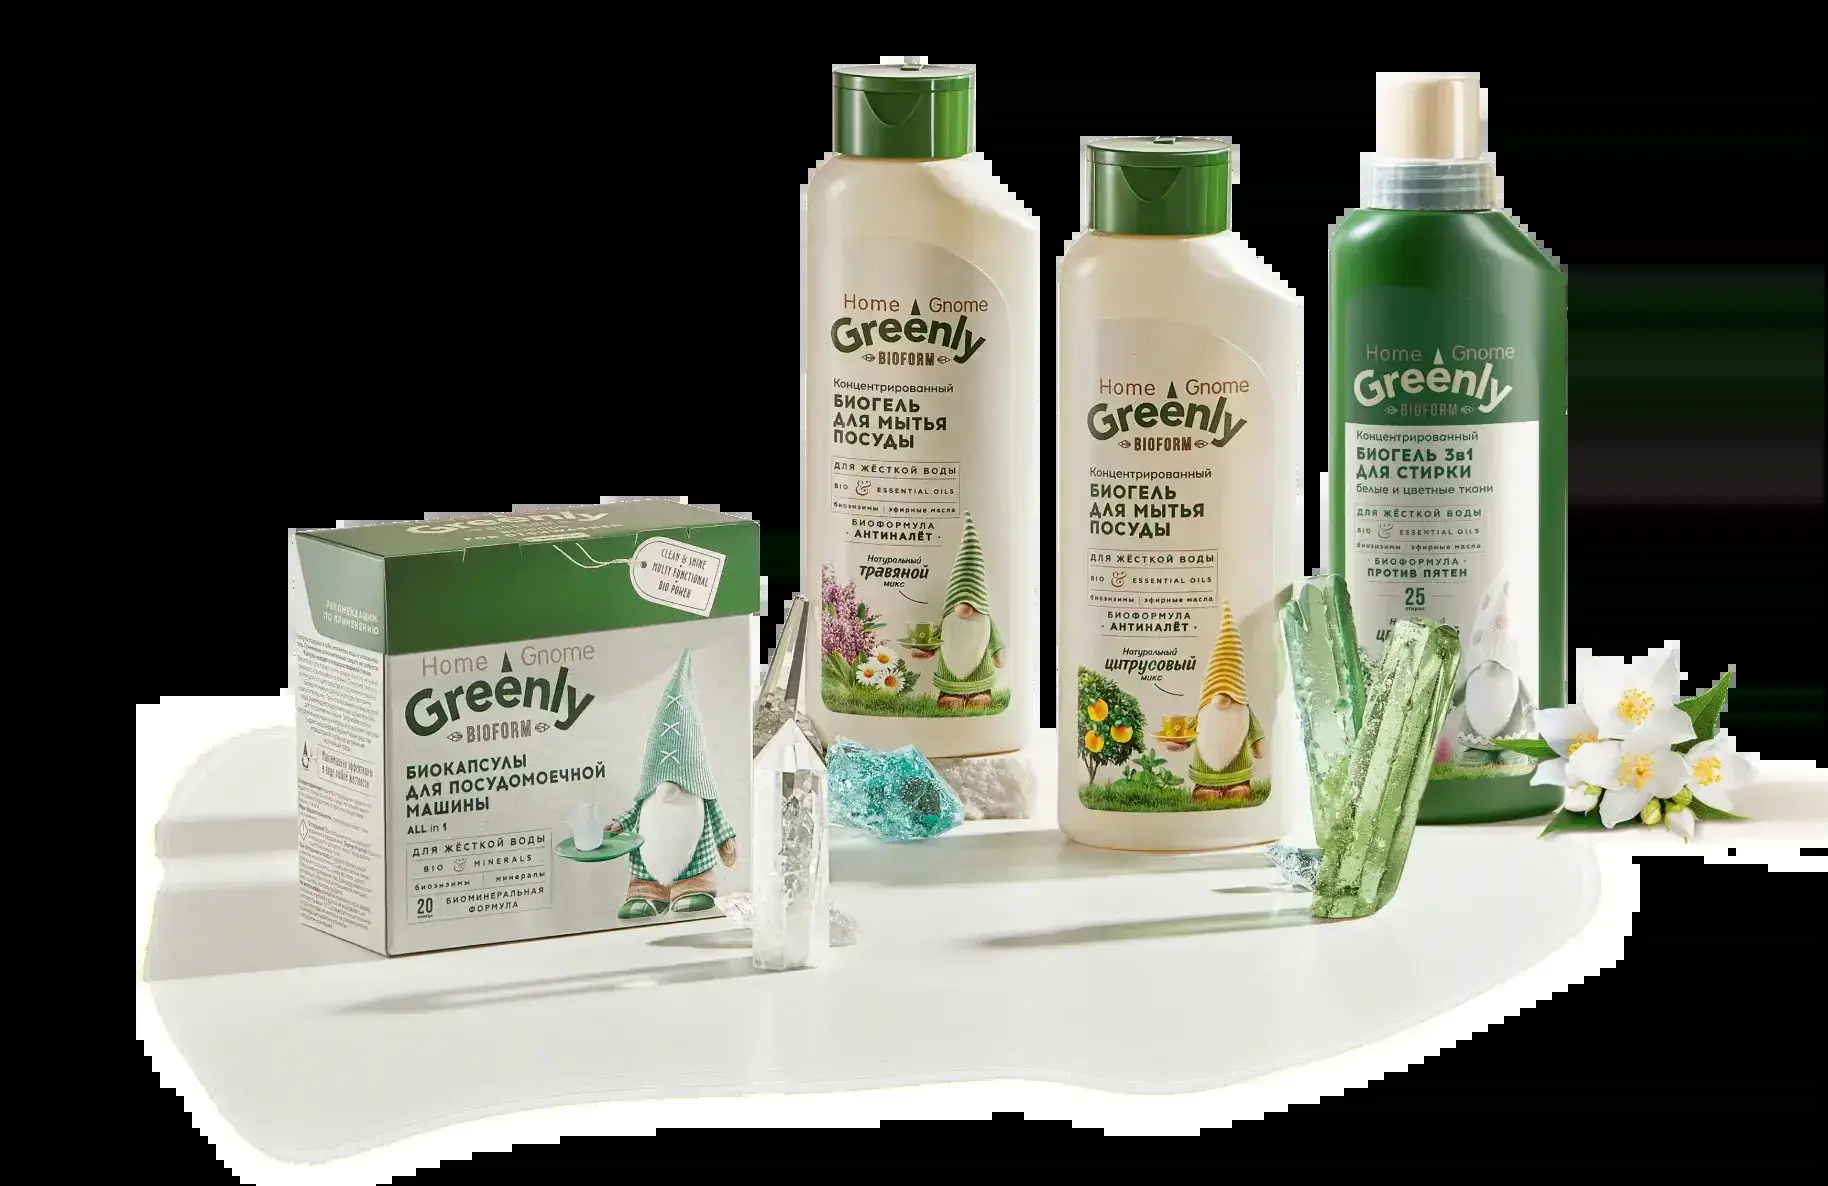 Greenly
CLEAN & SHINE
MULTY FUNCTIONAL
BIO POWER
РЕКОМЕНДАЦИИ
ПО ПРИМЕНЕНИЮ
Home Gnome
Greenly
BIOFORM
БИОКАПСУЛЫ
ДЛЯ ПОСУДОМОЕЧНОЙ
МАШИНЫ
ALL in 1
ДЛЯ ЖЁСТКОЙ ВОДЫ
BIO & MINERALS
биоэнзимы | минералы
20
БИОМИНЕРАЛЬНАЯ
ФОРМУЛА
Home Gnome
Greenly
BIOFORM
Концентрированный
БИОГЕЛЬ
ДЛЯ МЫТЬЯ
ПОСУДЫ
ДЛЯ ЖЁСТКОЙ ВОДЫ
BIO & ESSENTIAL OILS
биоэнзимы | эфирные масла
БИОФОРМУЛА
· АНТИНАЛЁТ ·
Натуральный
травяной
микс
Home Gnome
Greenly
BIOFORM
Концентрированный
БИОГЕЛЬ
ДЛЯ МЫТЬЯ
ПОСУДЫ
ДЛЯ ЖЁСТКОЙ ВОДЫ
BIO & ESSENTIAL OILS
биоэнзимы | эфирные масла
БИОФОРМУЛА
· АНТИНАЛЁТ ·
Натуральный
цитрусовый
микс
Home Gnome
Greenly
BIOFORM
Концентрированный
БИОГЕЛЬ 3в1
ДЛЯ СТИРКИ
белые и цветные ткани
ДЛЯ ЖЁСТКОЙ ВОДЫ
BIO & ESSENTIAL OILS
биоэнзимы | эфирные масла
· БИОФОРМУЛА ·
ПРОТИВ ПЯТЕН
25
стирок